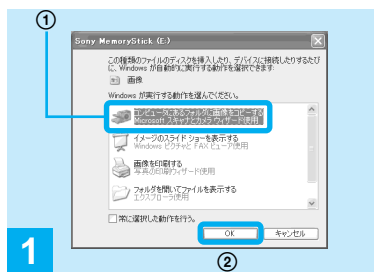 ①
Sony MemoryStick (E:)
この種類のファイルのディスクを挿入したり、デバイスに接続したりするたび
に、Windows が自動的に実行する動作を選択できます:
画像
Windows が実行する動作を選んでください。
コンピュータにあるフォルダに画像をコピーする
Microsoft スキャナとカメラ ウィザード使用
イメージのスライド ショーを表示する
Windows ピクチャと FAX ビューア使用
画像を印刷する
写真の印刷ウィザード使用
フォルダを開いてファイルを表示する
エクスプローラ使用
常に選択した動作を行う。
OK
キャンセル
1
②